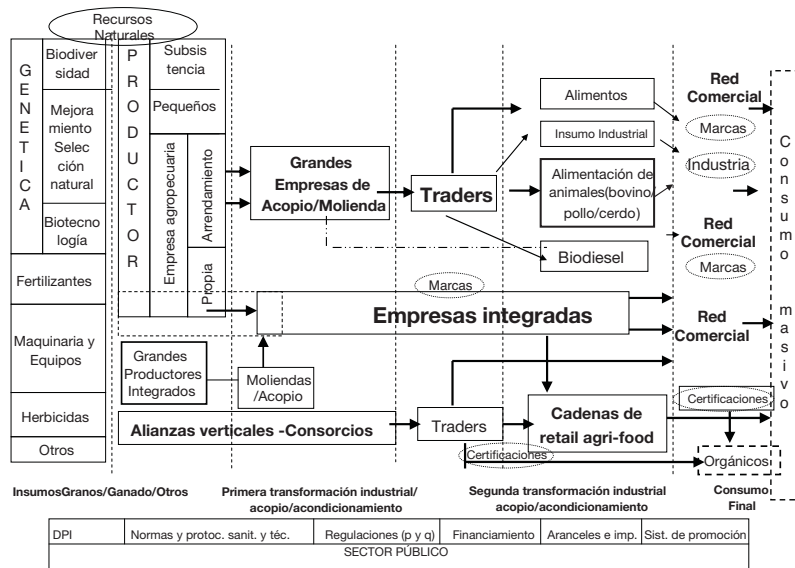 Recursos
Naturales
GENETICA
Biodiver
sidad
Mejora
miento
Selec
ción
natural
Biotecno
logía
Fertilizantes
Maquinaria y
Equipos
Herbicidas
Otros
PRODUCTOR
Subsis
tencia
Pequeños
Empresa agropecuaria
Arrendamiento
Propia
Grandes
Empresas de
Acopio/Molienda
Traders
Alimentos
Insumo Industrial
Alimentación de
animales(bovino/
pollo/cerdo)
Biodiesel
Red
Comercial
Marcas
Industria
Red
Comercial
Marcas
Marcas
Empresas integradas
Red
Comercial
Consumo masivo
Grandes
Productores
Integrados
Moliendas
/Acopio
Alianzas verticales -Consorcios
Traders
Certificaciones
Cadenas de
retail agri-food
Certificaciones
Orgánicos
InsumosGranos/Ganado/Otros
Primera transformación industrial/
acopio/acondicionamiento
Segunda transformación industrial
acopio/acondicionamiento
Consumo
Final
DPI
Normas y protoc. sanit. y téc.
Regulaciones (p y q)
Financiamiento
Aranceles e imp.
Sist. de promoción
SECTOR PÚBLICO